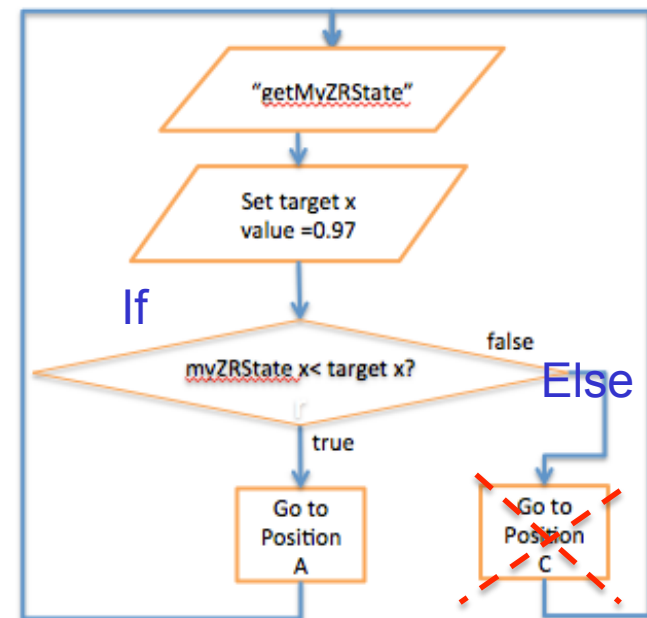 “getMyZRState”
Set target x
value =0.97
If
false
myZRState x< target x?
Else
r
true
Go to
Position
A
Go to
Position
C